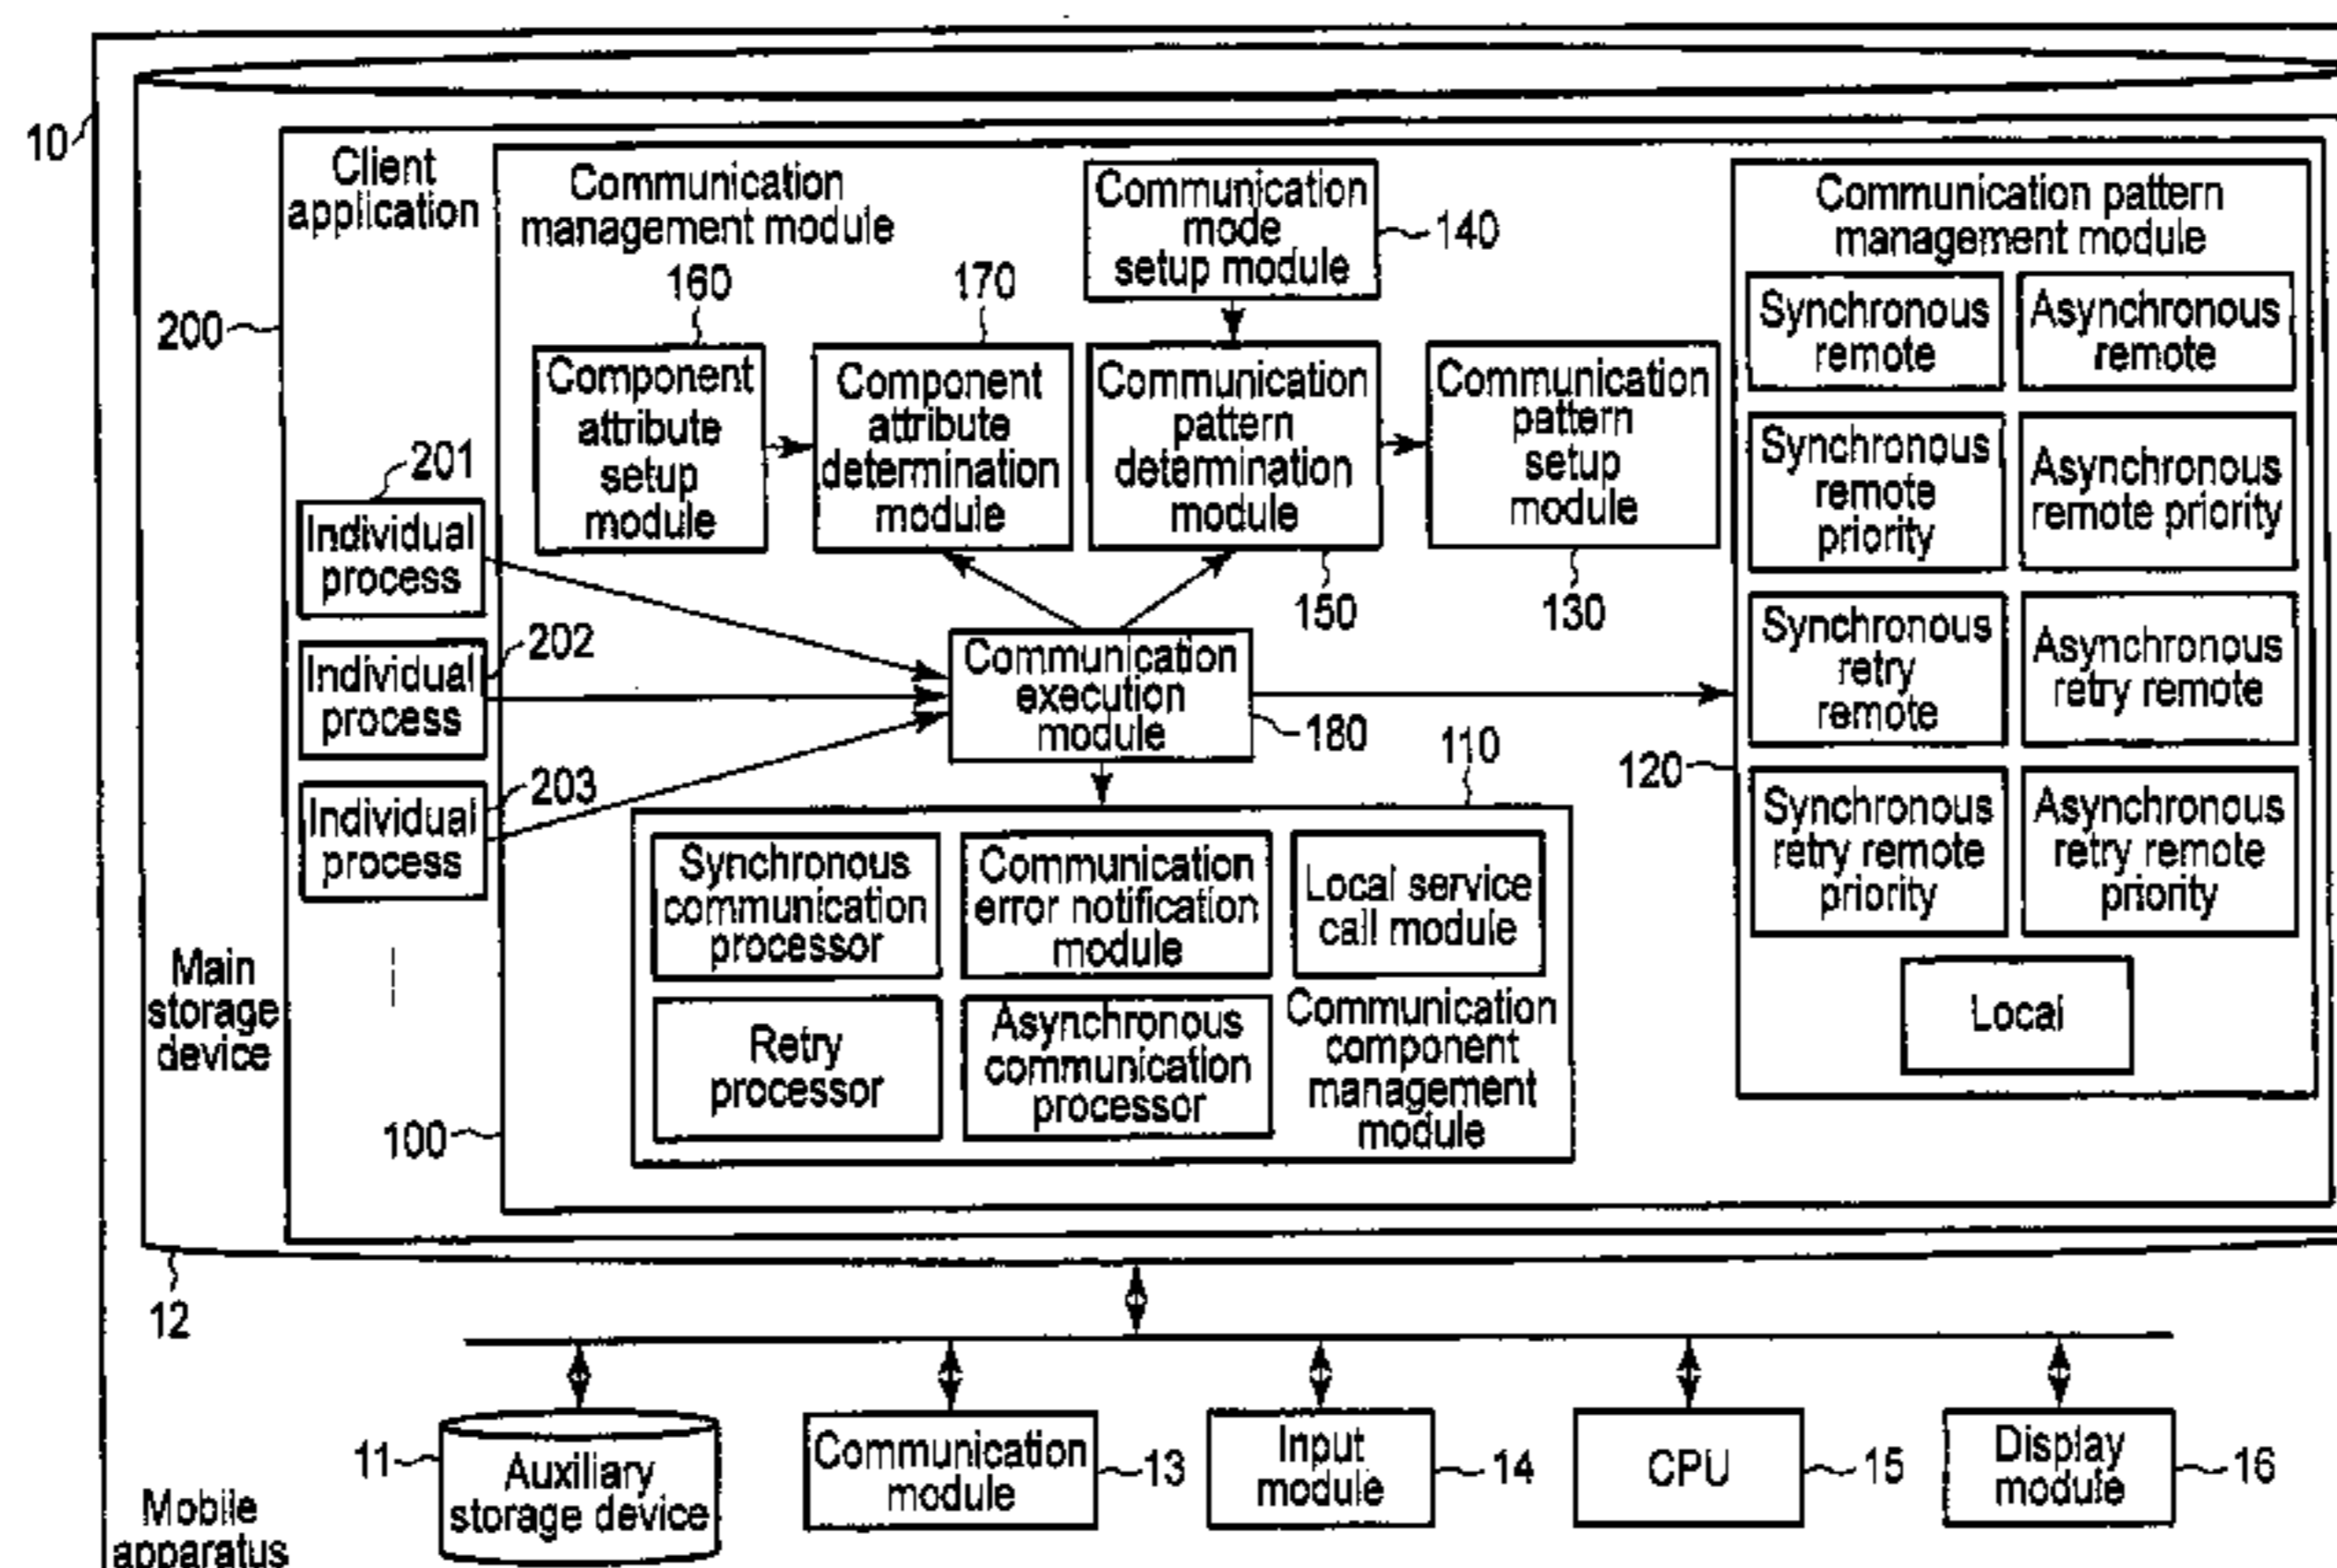 10
Client
application
Communication
management module
Communication
mode
setup module
140
Communication pattern
management module
160
170
200
Component
attribute
setup
module
Component
attribute
determination
module
Communication
pattern
determination
module
Communication
pattern
setup
module
150
130
Synchronous
remote
Asynchronous
remote
Synchronous
remote
priority
Asynchronous
remote priority
Synchronous
retry
remote
Asynchronous
retry remote
120
Synchronous
retry remote
priority
Asynchronous
retry remote
priority
Local
201
Individual
process
202
Individual
process
203
Individual
process
Communication
execution
module
180
110
Synchronous
communication
processor
Communication
error notification
module
Local service
call module
Retry
processor
Asynchronous
communication
processor
Communication
component
management
module
100
Main
storage
device
12
11
Auxiliary
storage device
Communication
module
13
Input
module
14
CPU
15
Display
module
16
Mobile
apparatus